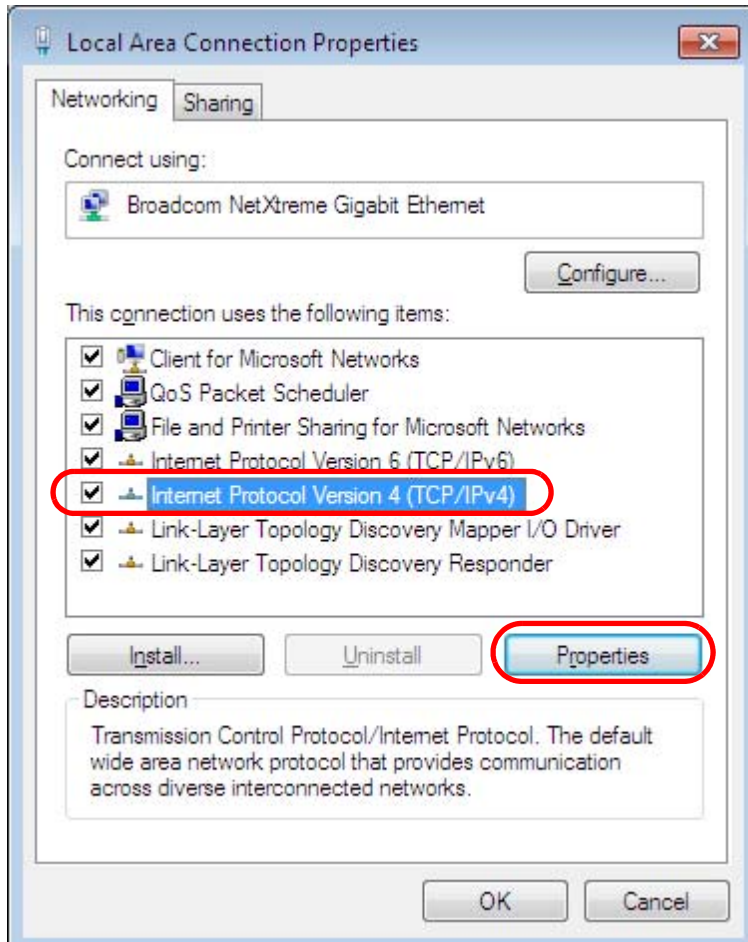 Local Area Connection Properties
Networking
Sharing
Connect using:
Broadcom NetXtreme Gigabit Ethernet
Configure...
This connection uses the following items:
Client for Microsoft Networks
QoS Packet Scheduler
File and Printer Sharing for Microsoft Networks
Internet Protocol Version 6 (TCP/IPv6)
Internet Protocol Version 4 (TCP/IPv4)
Link-Layer Topology Discovery Mapper I/O Driver
Link-Layer Topology Discovery Responder
Install...
Uninstall
Properties
Description
Transmission Control Protocol/Internet Protocol. The default
wide area network protocol that provides communication
across diverse interconnected networks.
OK
Cancel